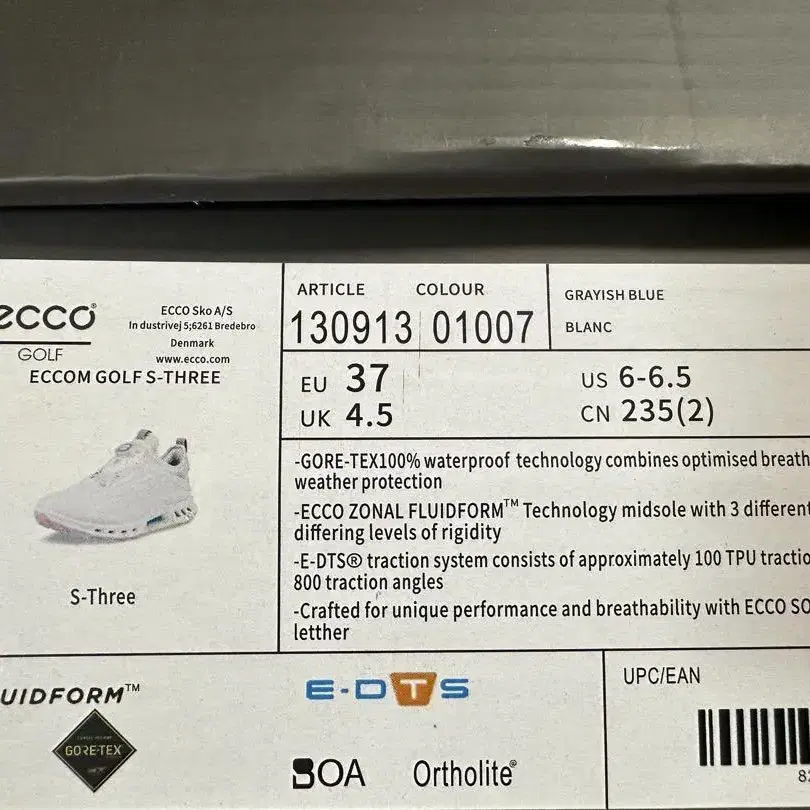 ecco®
GOLF
ECCO Sko A/S
In dustrivej 5;6261 Bredebro
Denmark
www.ecco.com
ECCOM GOLF S-THREE
S-Three
ARTICLE COLOUR
130913 01007
GRAYISH BLUE
BLANC
EU 37
UK 4.5
US 6-6.5
CN 235(2)
-GORE-TEX100% waterproof technology combines optimised breath
weather protection
-ECCO ZONAL FLUIDFORM™ Technology midsole with 3 different
differing levels of rigidity
-E-DTS® traction system consists of approximately 100 TPU tractio
800 traction angles
-Crafted for unique performance and breathability with ECCO SO
letther
UIDFORM™
GORE-TEX
E-DTS
BOA
Ortholite®
UPC/EAN
82